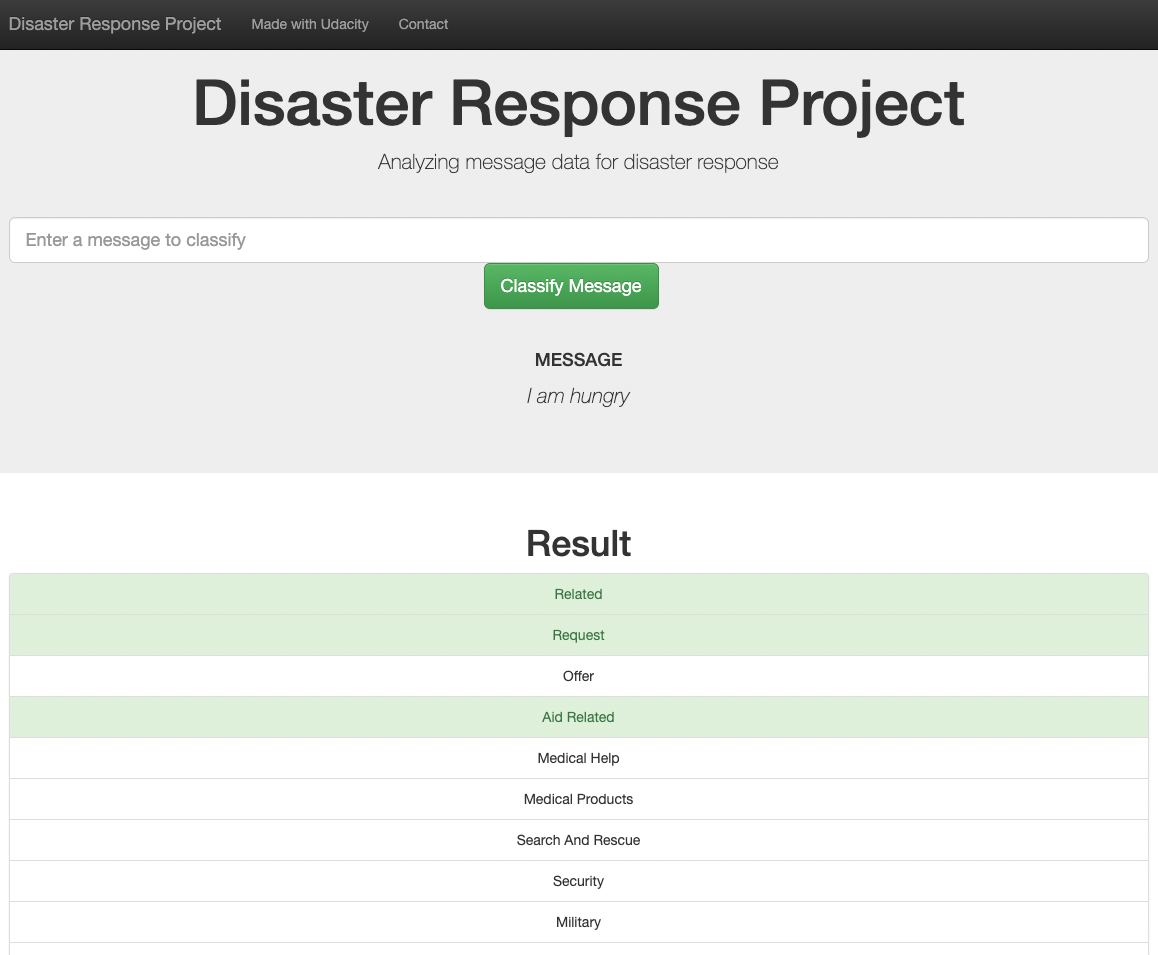 Disaster Response Project Made with Udacity Contact
Disaster Response Project
Analyzing message data for disaster response
Enter a message to classify
Classify Message
MESSAGE
I am hungry
Result
Related
Request
Offer
Aid Related
Medical Help
Medical Products
Search And Rescue
Security
Military